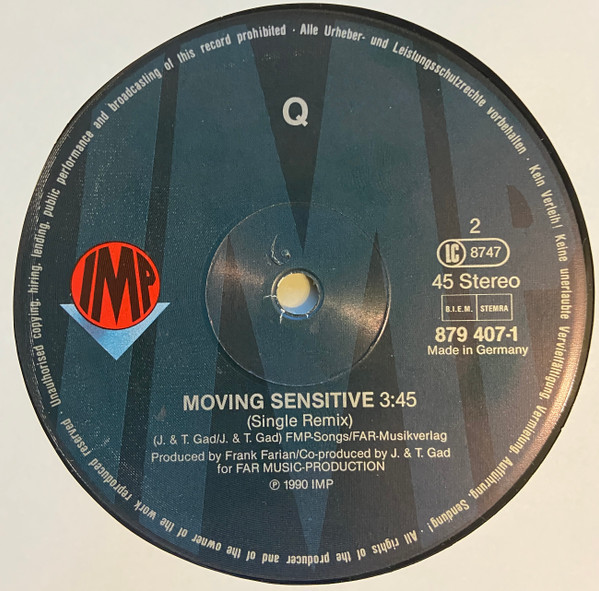 Unauthorised copying, hiring, lending, public performance and broadcasting of this record prohibited · Alle Urheber- und Leistungsschutzrechte vorbehalten · Kein Verleih! Keine unerlaubte Vervielfältigung, Vermietung, Aufführung, Sendung! · All rights of the producer and of the owner of the work reproduced reserved ·
Q
IMP
2
LC 8747
45 Stereo
B.I.E.M. STEMRA
879 407-1
Made in Germany
MOVING SENSITIVE 3:45
(Single Remix)
(J. & T. Gad/J. & T. Gad) FMP-Songs/FAR-Musikverlag
Produced by Frank Farian/Co-produced by J. & T. Gad
for FAR MUSIC-PRODUCTION
℗ 1990 IMP